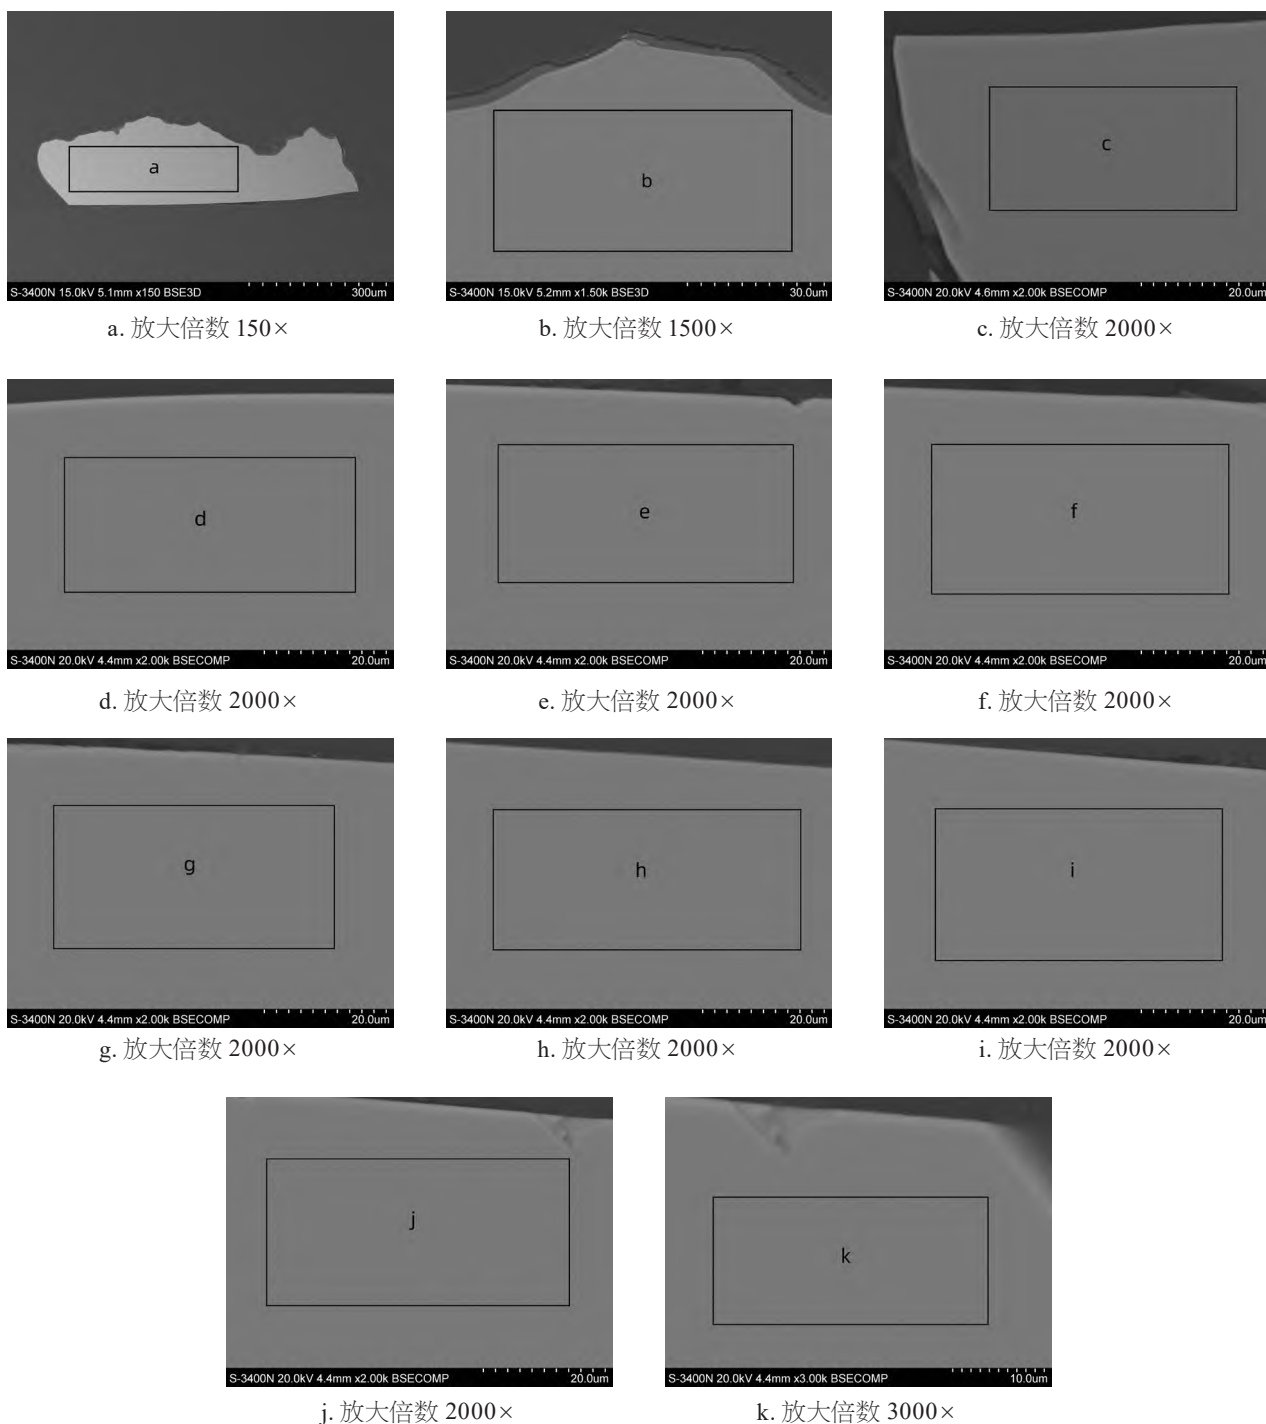 a
S-3400N 15.0kV 5.1mm x150 BSE3D 300um
a. 放大倍数 150×
b
S-3400N 15.0kV 5.2mm x1.50k BSE3D 30.0um
b. 放大倍数 1500×
c
S-3400N 20.0kV 4.6mm x2.00k BSECOMP 20.0um
c. 放大倍数 2000×
d
S-3400N 20.0kV 4.4mm x2.00k BSECOMP 20.0um
d. 放大倍数 2000×
e
S-3400N 20.0kV 4.4mm x2.00k BSECOMP 20.0um
e. 放大倍数 2000×
f
S-3400N 20.0kV 4.4mm x2.00k BSECOMP 20.0um
f. 放大倍数 2000×
g
S-3400N 20.0kV 4.4mm x2.00k BSECOMP 20.0um
g. 放大倍数 2000×
h
S-3400N 20.0kV 4.4mm x2.00k BSECOMP 20.0um
h. 放大倍数 2000×
i
S-3400N 20.0kV 4.4mm x2.00k BSECOMP 20.0um
i. 放大倍数 2000×
j
S-3400N 20.0kV 4.4mm x2.00k BSECOMP 20.0um
j. 放大倍数 2000×
k
S-3400N 20.0kV 4.4mm x3.00k BSECOMP 10.0um
k. 放大倍数 3000×